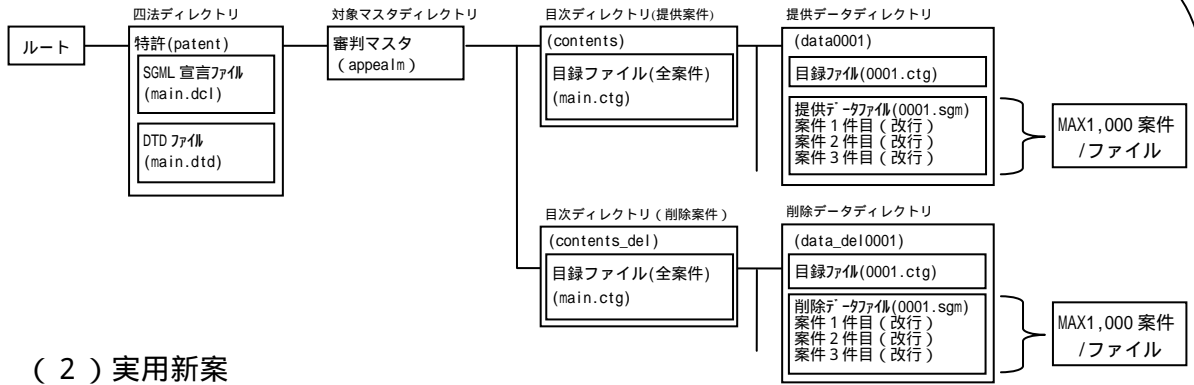 四法ディレクトリ
対象マスタディレクトリ
目次ディレクトリ(提供案件)
提供データディレクトリ
ルート
特許(patent)
SGML 宣言ファイル
(main.dcl)
DTD ファイル
(main.dtd)
審判マスタ
(appealm)
(contents)
目録ファイル(全案件)
(main.ctg)
(data0001)
目録ファイル(0001.ctg)
提供データファイル(0001.sgm)
案件1件目(改行)
案件2件目(改行)
案件3件目(改行)
MAX1,000 案件
/ファイル
目次ディレクトリ(削除案件)
削除データディレクトリ
(contents_del)
目録ファイル(全案件)
(main.ctg)
(data_del0001)
目録ファイル(0001.ctg)
削除データファイル(0001.sgm)
案件1件目(改行)
案件2件目(改行)
案件3件目(改行)
MAX1,000 案件
/ファイル
(2)実用新案